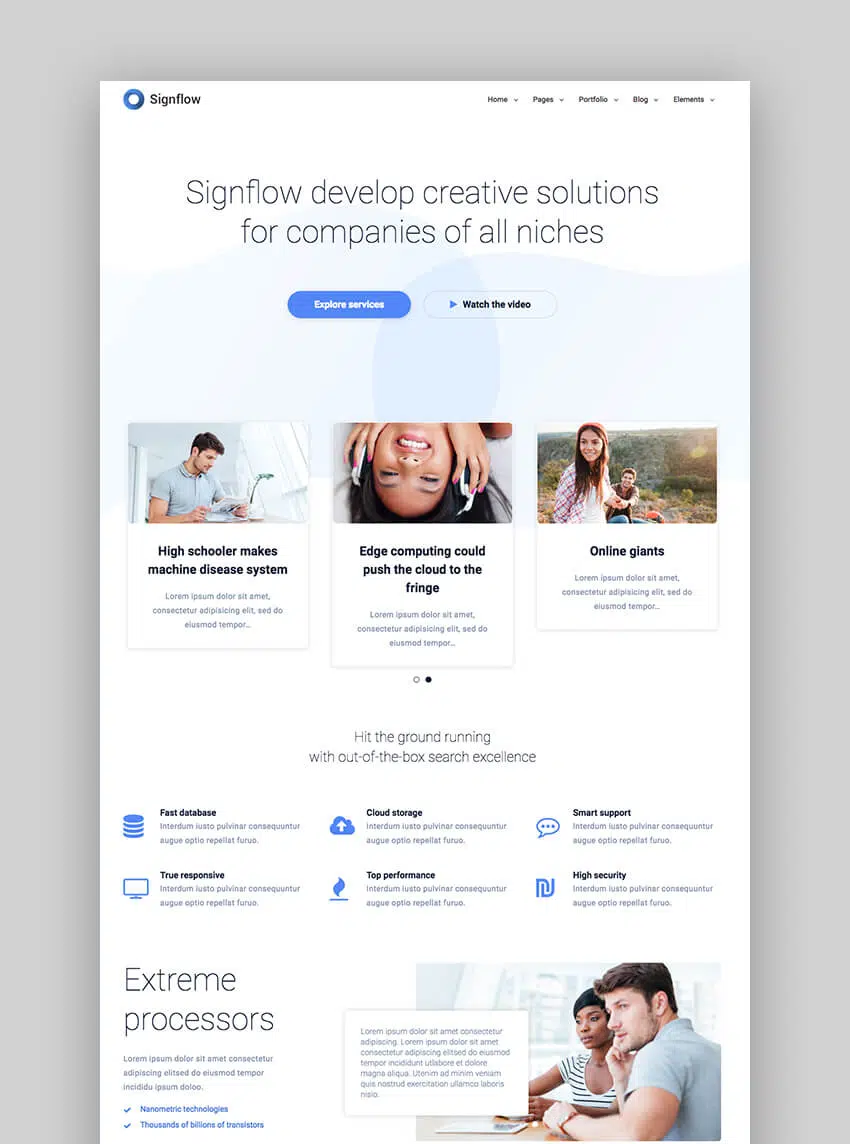 Signflow
Home Pages Portfolio Blog Elements
Signflow develop creative solutions
for companies of all niches
Explore services
Watch the video
High schooler makes
machine disease system
Lorem ipsum dolor sit amet,
consectetur adipisicing elit, sed do
eiusmod tempor...
Edge computing could
push the cloud to the
fringe
Lorem ipsum dolor sit amet,
consectetur adipisicing elit, sed do
eiusmod tempor...
Online giants
Lorem ipsum dolor sit amet,
consectetur adipisicing elit, sed do
eiusmod tempor...
Hit the ground running
with out-of-the-box search excellence
Fast database
Interdum iusto pulvinar consequuntur
augue optio repellat furuo.
Cloud storage
Interdum iusto pulvinar consequuntur
augue optio repellat furuo.
Smart support
Interdum iusto pulvinar consequuntur
augue optio repellat furuo.
True responsive
Interdum iusto pulvinar consequuntur
augue optio repellat furuo.
Top performance
Interdum iusto pulvinar consequuntur
augue optio repellat furuo.
High security
Interdum iusto pulvinar consequuntur
augue optio repellat furuo.
Extreme
processors
Lorem ipsum dolor sit amet consectetur
adipiscing elitsed do eiusmod tempor
incididu ipsum doloo.
Nanometric technologies
Thousands of billions of transistors
Lorem ipsum dolor sit amet consectetur
adipiscing. Lorem ipsum dolor sit amet
consectetur adipiscing elitsed do eiusmod
tempor incididunt utlabore et dolore
magna aliqua. Utenim ad minim veniam
quis nostrud exercitation ullamco laboris
nisio.